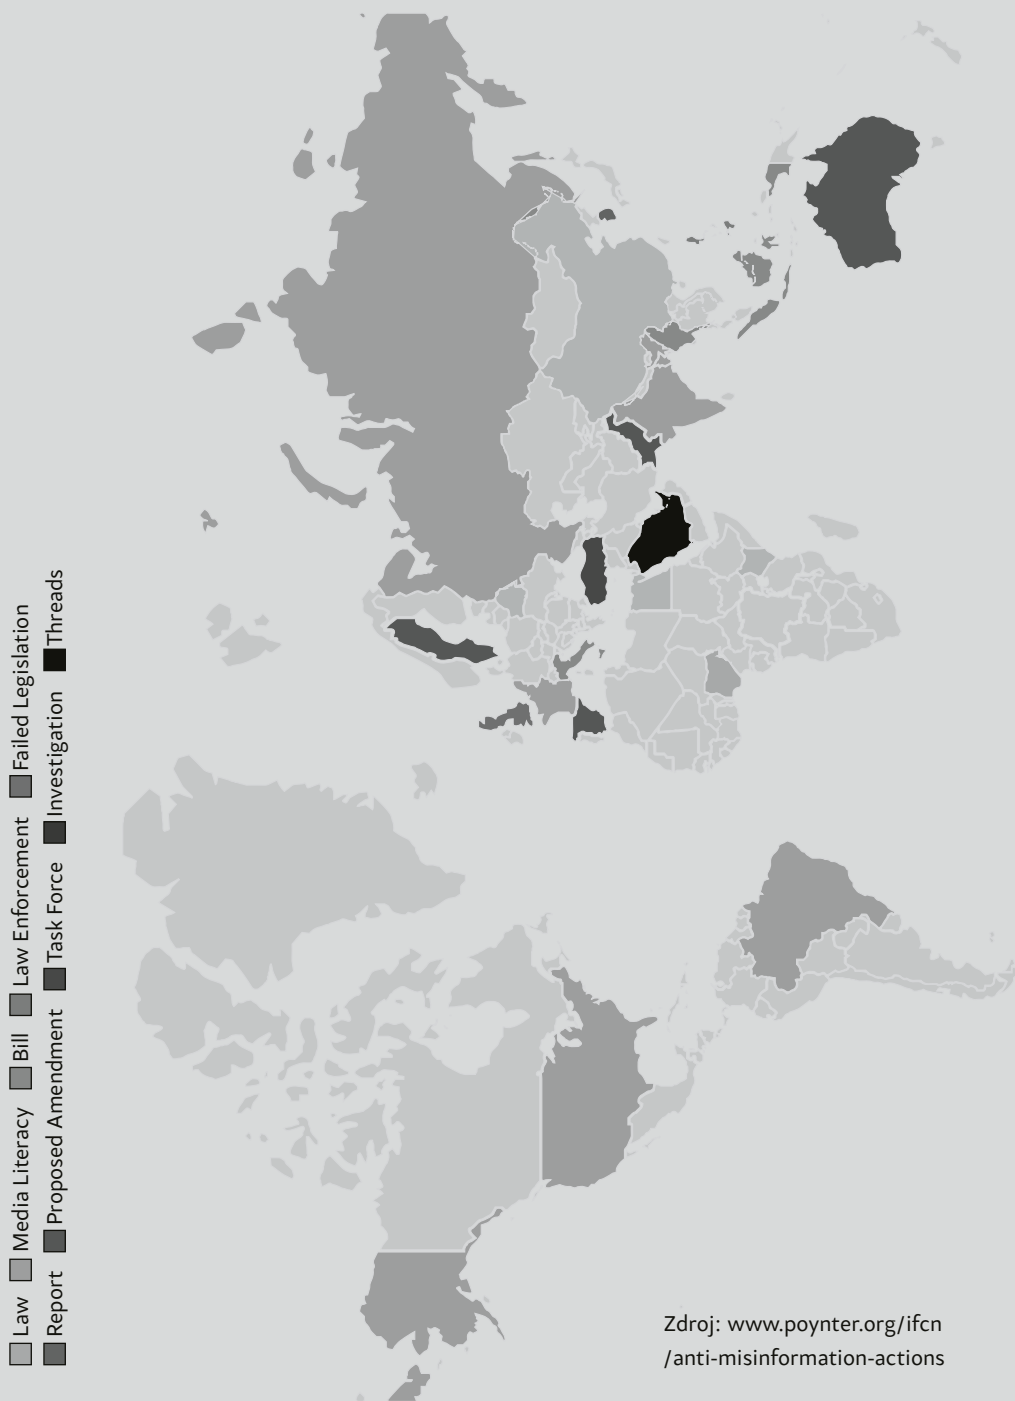 Law Media Literacy Bill Law Enforcement Failed Legislation
Report Proposed Amendment Task Force Investigation Threads
Zdroj: www.poynter.org/ifcn
/anti-misinformation-actions